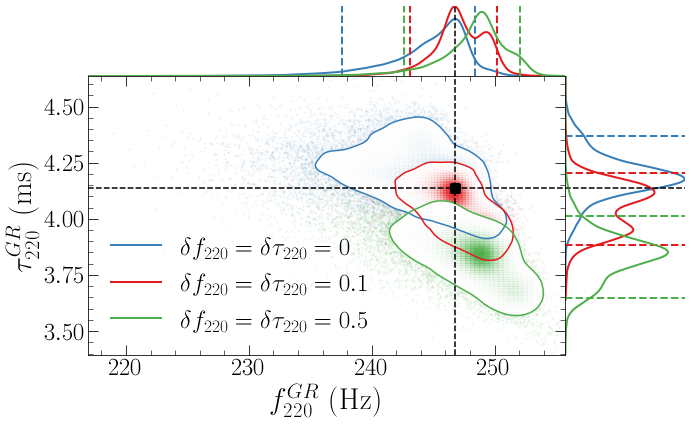 4.50
4.25
4.00
3.75
3.50
τ_{220}^{GR} (ms)
δf_{220} = δτ_{220} = 0
δf_{220} = δτ_{220} = 0.1
δf_{220} = δτ_{220} = 0.5
220 230 240 250
f_{220}^{GR} (Hz)